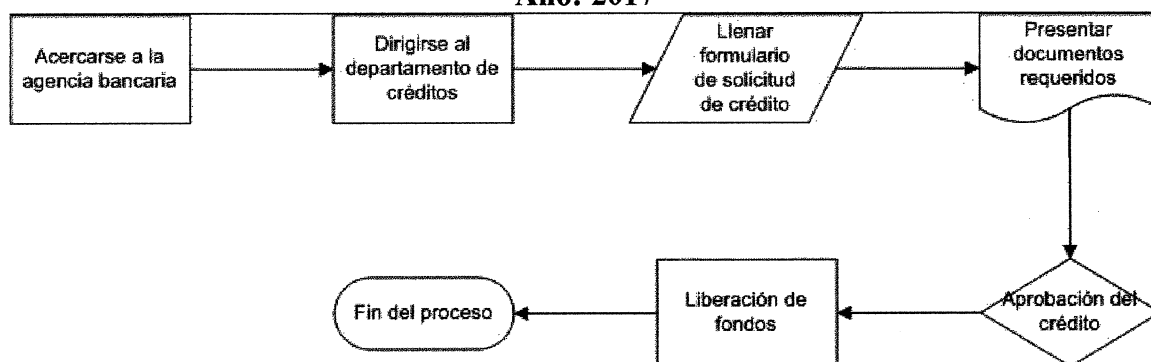 Año: 2017
Acercarse a la
agencia bancaria
Dirigirse al
departamento de
créditos
Llenar
formulario
de solicitud
de crédito
Presentar
documentos
requeridos
Aprobación del
crédito
Liberación de
fondos
Fin del proceso